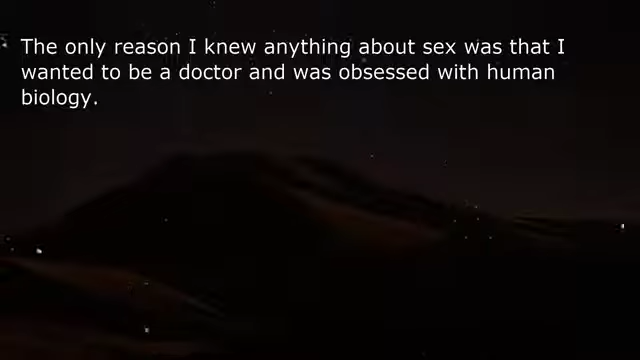 The only reason I knew anything about sex was that I
wanted to be a doctor and was obsessed with human
biology.